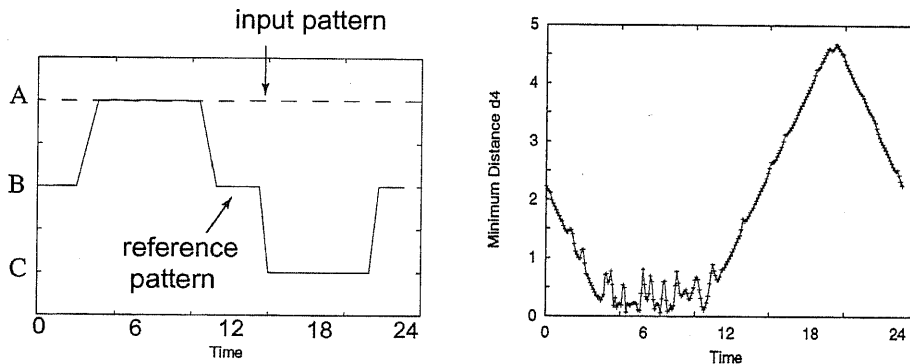 input pattern
A
B
C
reference
pattern
0 6 12 18 24
Time
5
4
3
2
1
0
Minimum Distance d4
0 6 12 18 24
Time